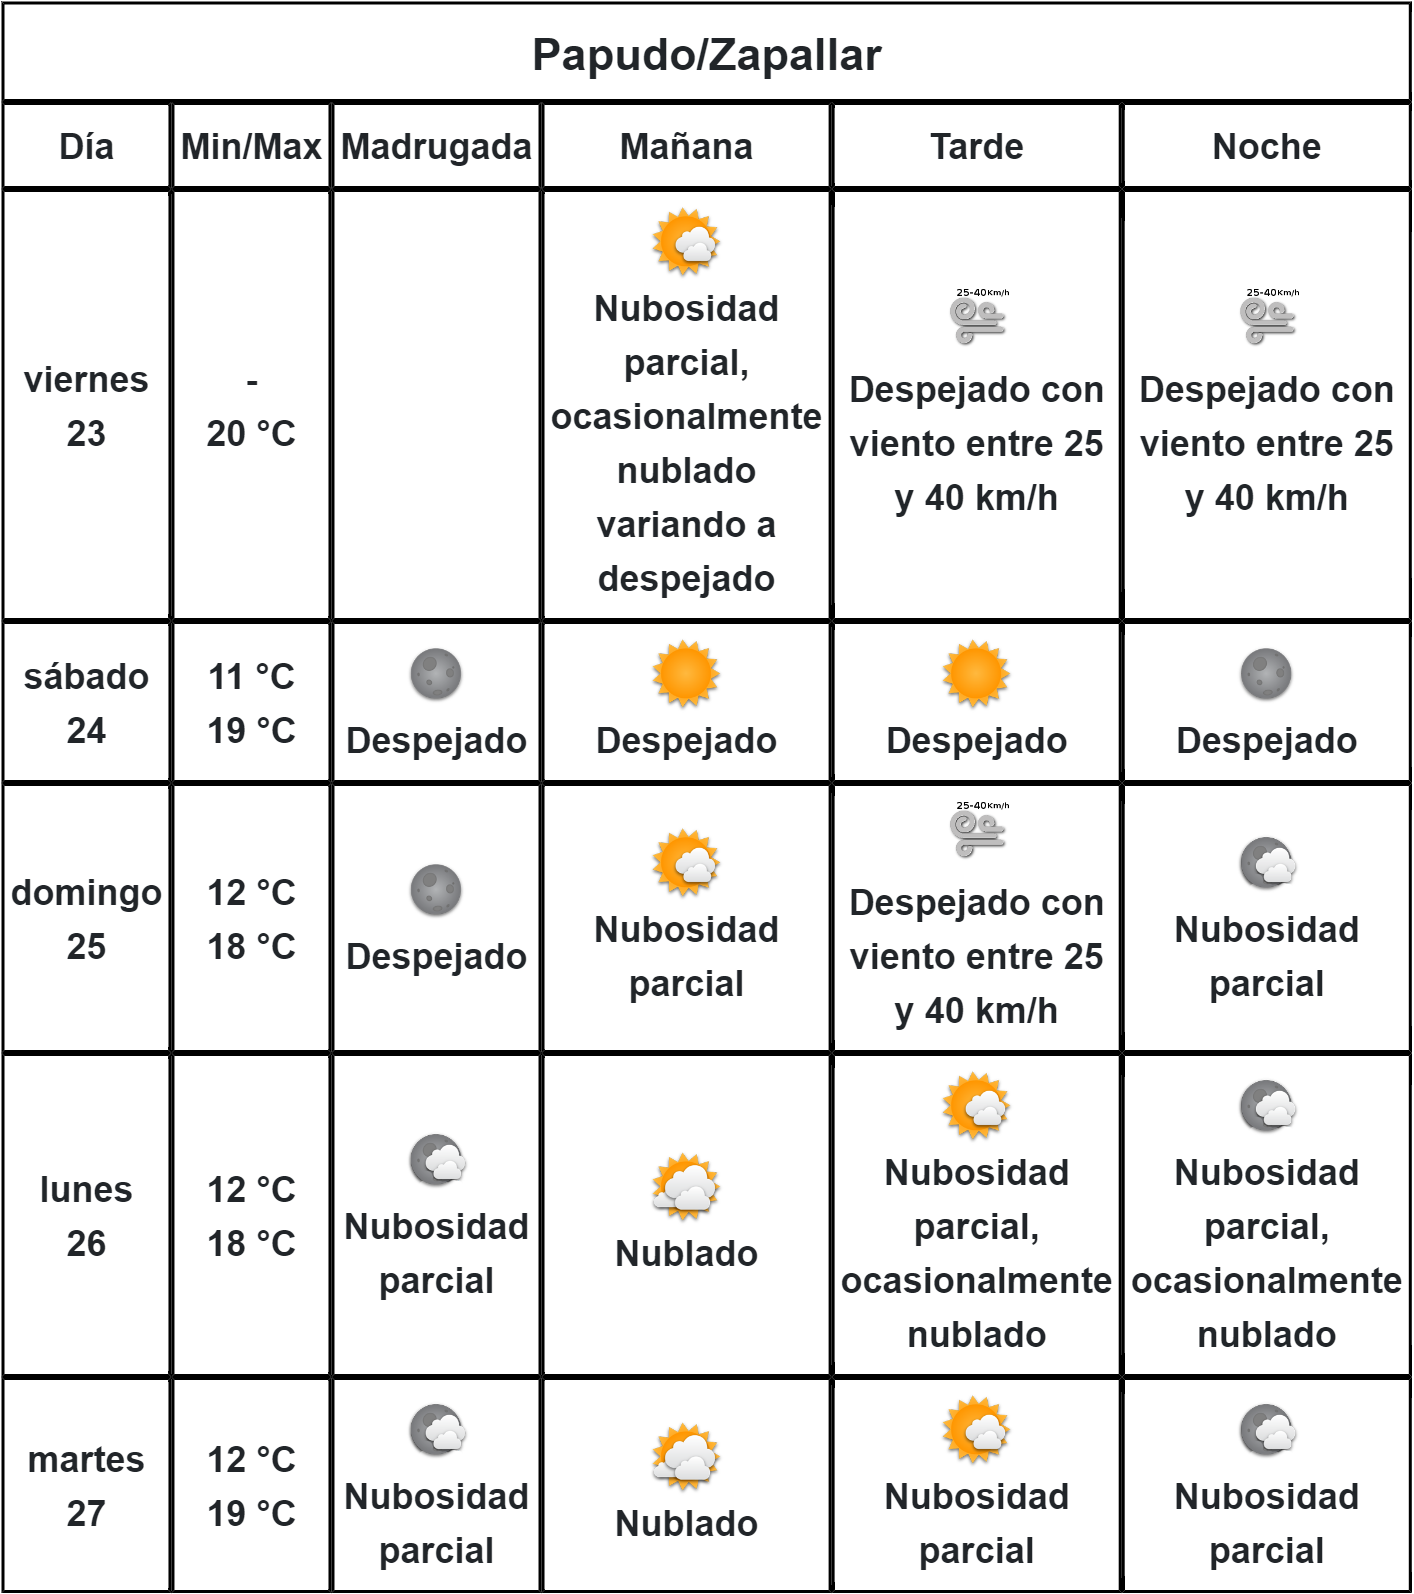 Papudo/Zapallar
Día
Min/Max
Madrugada
Mañana
Tarde
Noche
viernes
23
-
20 °C
Nubosidad
parcial,
ocasionalmente
nublado
variando a
despejado
25-40Km/h
Despejado con
viento entre 25
y 40 km/h
25-40Km/h
Despejado con
viento entre 25
y 40 km/h
sábado
24
11 °C
19 °C
Despejado
Despejado
Despejado
Despejado
domingo
25
12 °C
18 °C
Despejado
Nubosidad
parcial
25-40Km/h
Despejado con
viento entre 25
y 40 km/h
Nubosidad
parcial
lunes
26
12 °C
18 °C
Nubosidad
parcial
Nublado
Nubosidad
parcial,
ocasionalmente
nublado
Nubosidad
parcial,
ocasionalmente
nublado
martes
27
12 °C
19 °C
Nubosidad
parcial
Nublado
Nubosidad
parcial
Nubosidad
parcial